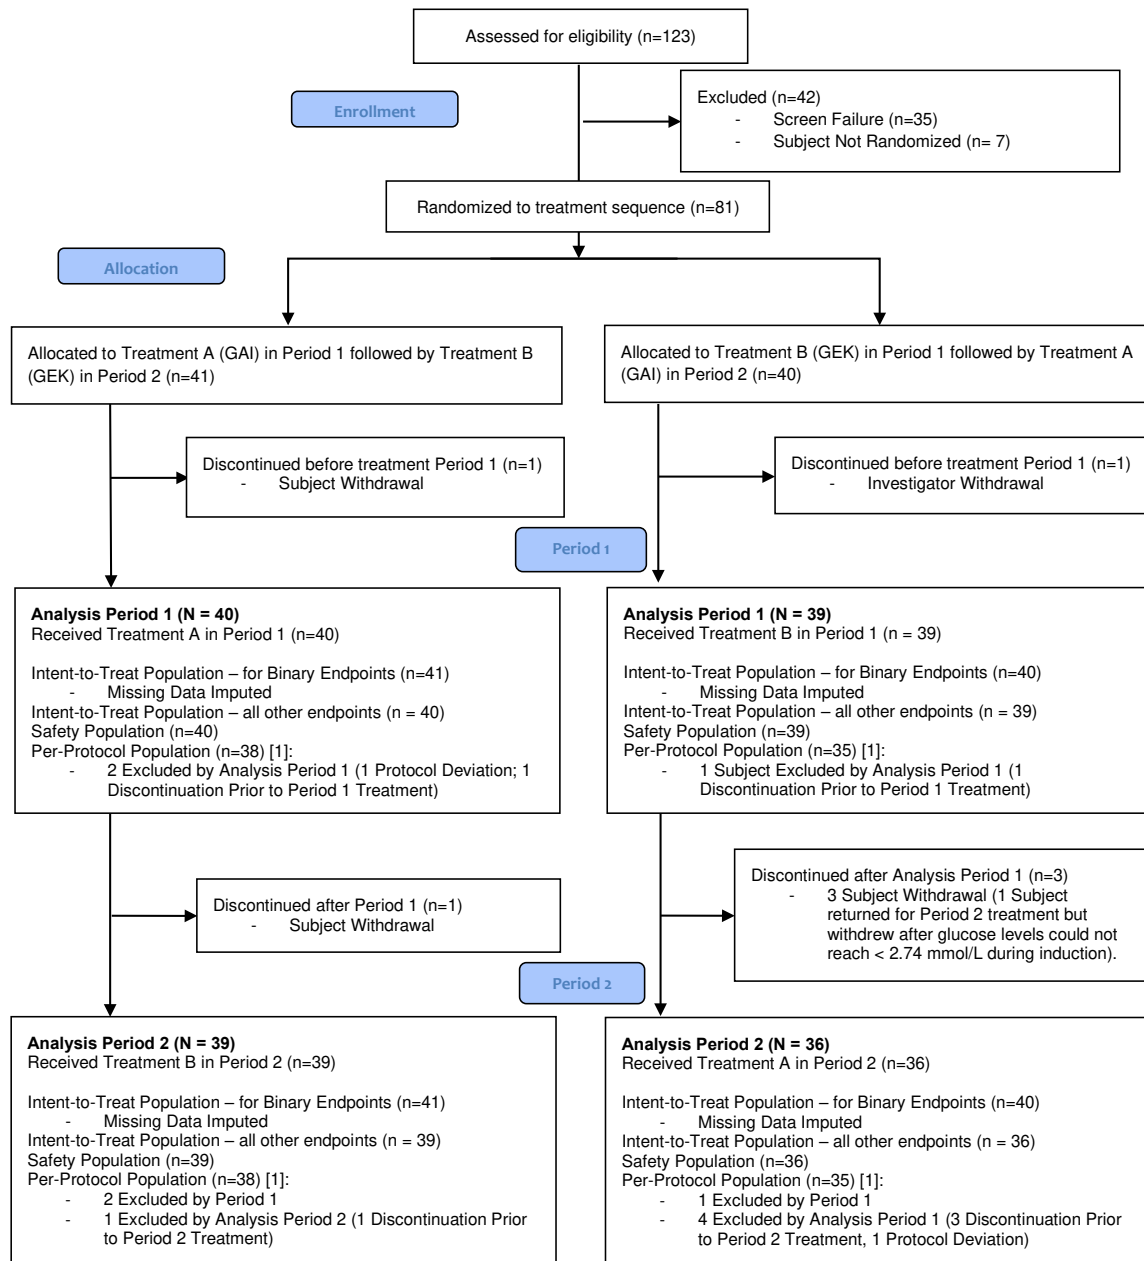 Assessed for eligibility (n=123)
Enrollment
Excluded (n=42)
- Screen Failure (n=35)
- Subject Not Randomized (n= 7)
Randomized to treatment sequence (n=81)
Allocation
Allocated to Treatment A (GAI) in Period 1 followed by Treatment B
(GEK) in Period 2 (n=41)
Allocated to Treatment B (GEK) in Period 1 followed by Treatment A
(GAI) in Period 2 (n=40)
Discontinued before treatment Period 1 (n=1)
- Subject Withdrawal
Discontinued before treatment Period 1 (n=1)
- Investigator Withdrawal
Period 1
Analysis Period 1 (N = 40)
Received Treatment A in Period 1 (n=40)
Intent-to-Treat Population – for Binary Endpoints (n=41)
- Missing Data Imputed
Intent-to-Treat Population – all other endpoints (n = 40)
Safety Population (n=40)
Per-Protocol Population (n=38) [1]:
- 2 Excluded by Analysis Period 1 (1 Protocol Deviation; 1
Discontinuation Prior to Period 1 Treatment)
Analysis Period 1 (N = 39)
Received Treatment B in Period 1 (n = 39)
Intent-to-Treat Population – for Binary Endpoints (n=40)
- Missing Data Imputed
Intent-to-Treat Population – all other endpoints (n = 39)
Safety Population (n=39)
Per-Protocol Population (n=35) [1]:
- 1 Subject Excluded by Analysis Period 1 (1
Discontinuation Prior to Period 1 Treatment)
Discontinued after Period 1 (n=1)
- Subject Withdrawal
Discontinued after Analysis Period 1 (n=3)
- 3 Subject Withdrawal (1 Subject
returned for Period 2 treatment but
withdrew after glucose levels could not
reach < 2.74 mmol/L during induction).
Period 2
Analysis Period 2 (N = 39)
Received Treatment B in Period 2 (n=39)
Intent-to-Treat Population – for Binary Endpoints (n=41)
- Missing Data Imputed
Intent-to-Treat Population – all other endpoints (n = 39)
Safety Population (n=39)
Per-Protocol Population (n=38) [1]:
- 2 Excluded by Period 1
- 1 Excluded by Analysis Period 2 (1 Discontinuation Prior
to Period 2 Treatment)
Analysis Period 2 (N = 36)
Received Treatment A in Period 2 (n=36)
Intent-to-Treat Population – for Binary Endpoints (n=40)
- Missing Data Imputed
Intent-to-Treat Population – all other endpoints (n = 36)
Safety Population (n=36)
Per-Protocol Population (n=35) [1]:
- 1 Excluded by Period 1
- 4 Excluded by Analysis Period 1 (3 Discontinuation Prior
to Period 2 Treatment, 1 Protocol Deviation)